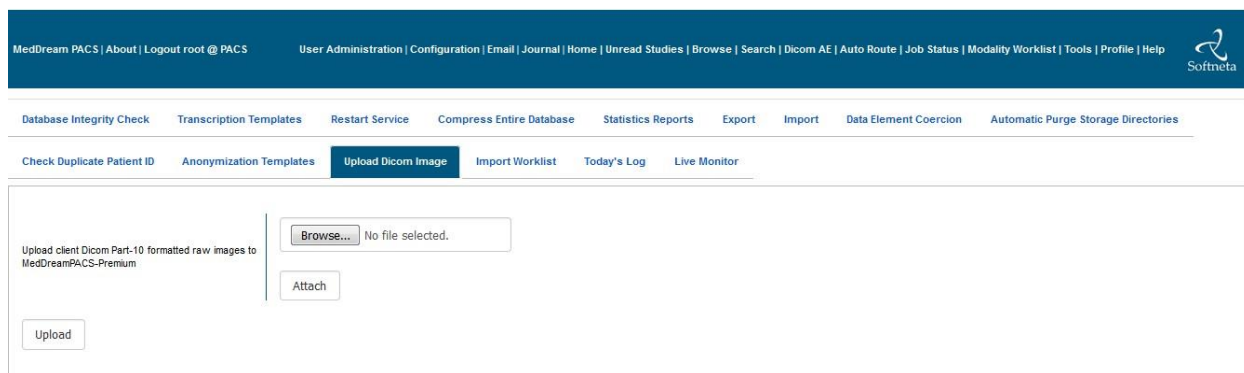 MedDream PACS | About | Logout root @ PACS
User Administration | Configuration | Email | Journal | Home | Unread Studies | Browse | Search | Dicom AE | Auto Route | Job Status | Modality Worklist | Tools | Profile | Help
Softneta
Database Integrity Check Transcription Templates Restart Service Compress Entire Database Statistics Reports Export Import Data Element Coercion Automatic Purge Storage Directories
Check Duplicate Patient ID Anonymization Templates Upload Dicom Image Import Worklist Today's Log Live Monitor
Upload client Dicom Part-10 formatted raw images to
MedDreamPACS-Premium
Browse... No file selected.
Attach
Upload